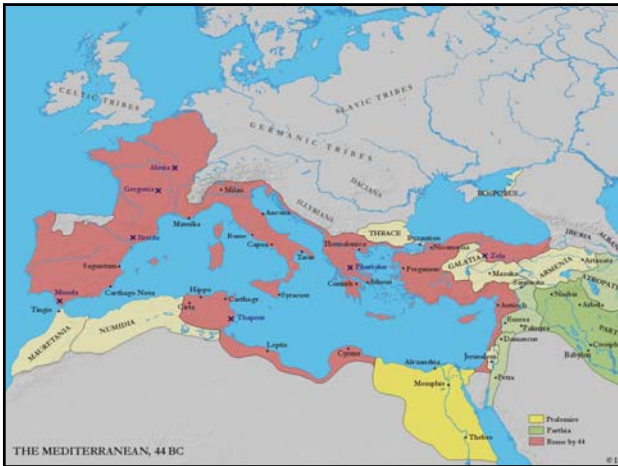 CELTIC TRIBES
SLAVIC TRIBES
GERMANIC TRIBES
DACIANS
ILLYRIANS
BOSPORUS
IBERIA
Alesia
Gergovia
Milan
Massilia
Ilerda
Ancona
Rome
Capua
Taras
THRACE
Byzantium
Thessalonica
Nicomedia
Pharsalus
Pergamum
Corinth
Athens
GALATIA
Zela
Mazaka
ARMENIA
Artaxata
Saguntum
Munda
Carthago Nova
Tingis
MAURETANIA
NUMIDIA
Hippo
Cirta
Carthage
Thapsus
Syracuse
Leptis
Cyrene
Alexandria
Memphis
Thebes
Antioch
Emesa
Palmyra
Damascus
Jerusalem
Petra
Nisibis
Arbela
Babylon
Ptolemies
Parthia
Rome by 44
THE MEDITERRANEAN, 44 BC